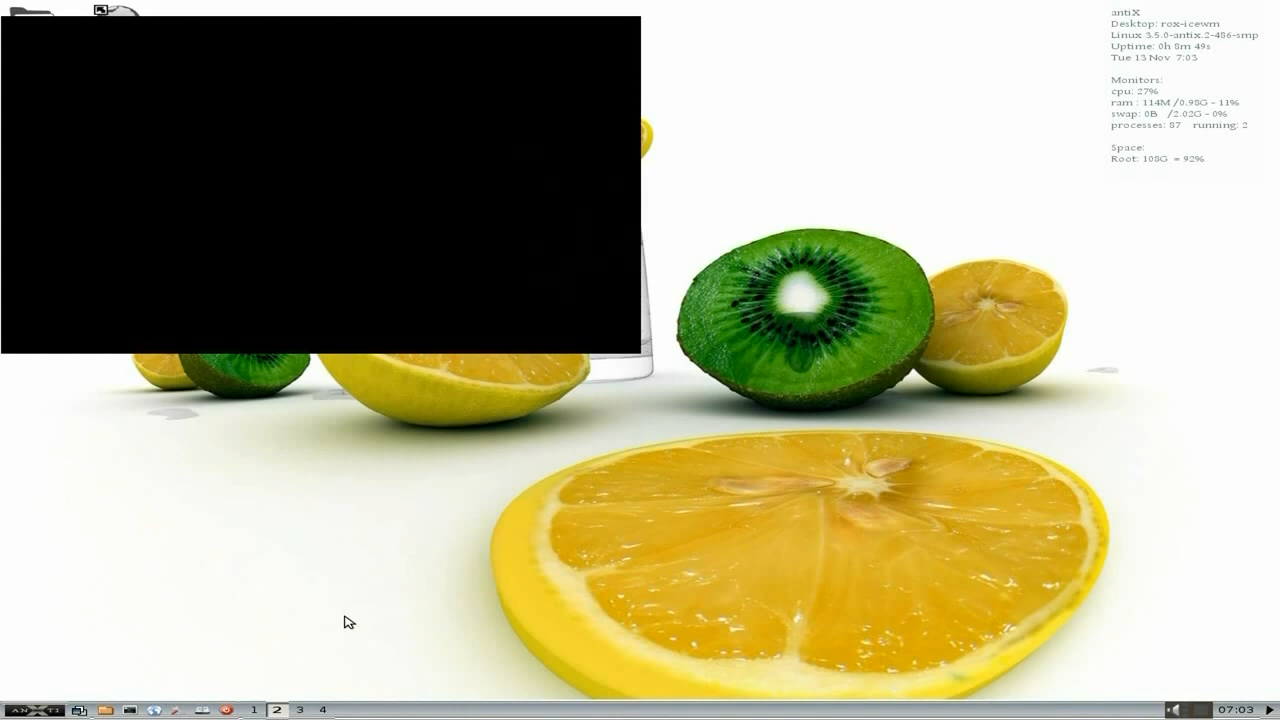 antiX
Desktop: rox-icewm
Linux 3.5.0-antix.2-486-smp
Uptime: 0h 8m 49s
Tue 13 Nov 7:03
Monitors:
cpu: 27%
ram : 114M /0.98G - 11%
swap: 0B /2.02G - 0%
processes: 87 running: 2
Space:
Root: 108G = 92%
ANTI 1 2 3 4 07:03